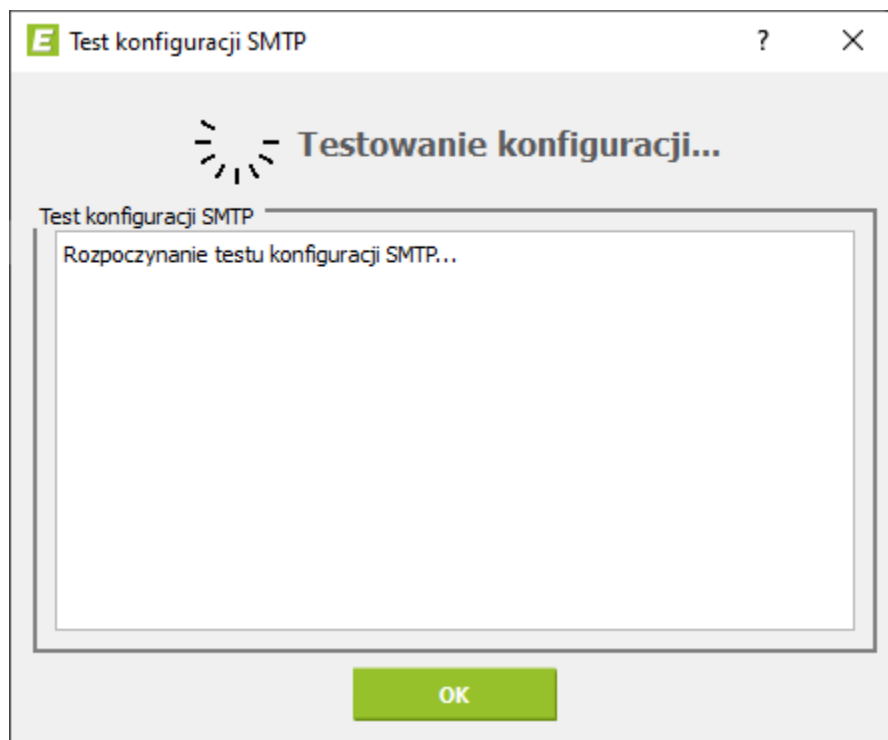 E Test konfiguracji SMTP ?
Testowanie konfiguracji...
Test konfiguracji SMTP
Rozpoczynanie testu konfiguracji SMTP...
OK